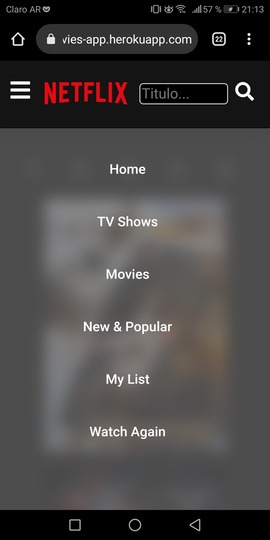 Claro AR 57 % 21:13
vies-app.herokuapp.com 22
NETFLIX Titulo...
Home
TV Shows
Movies
New & Popular
My List
Watch Again